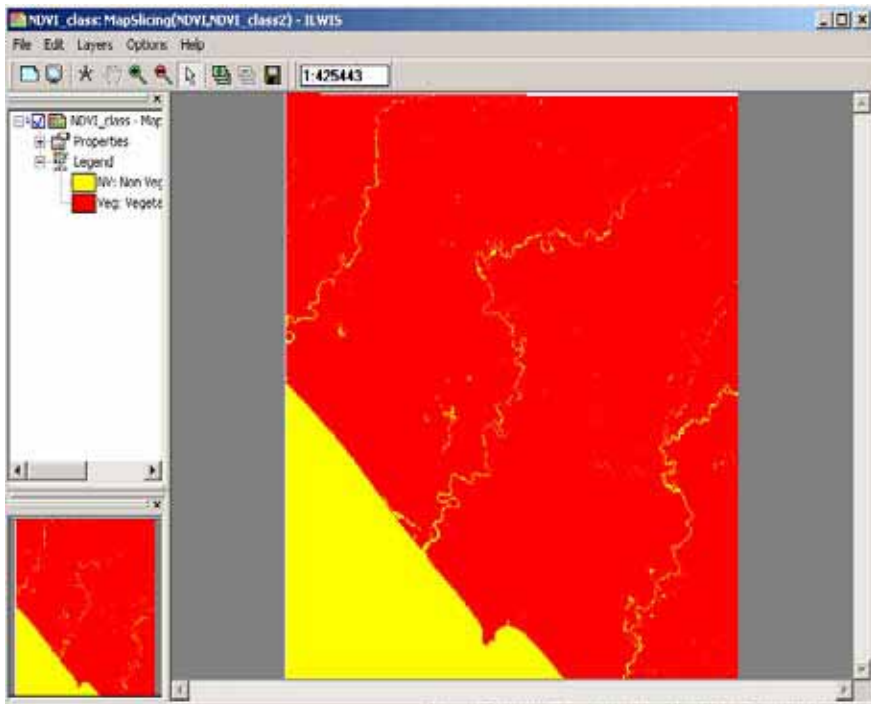 NDVI_class: MapSlicing(NDVI,NDVI_class2) - ILWIS
File Edit Layers Options Help
1:425443
NDVI_class - Map
Properties
Legend
NV: Non Veg
Veg: Vegeta